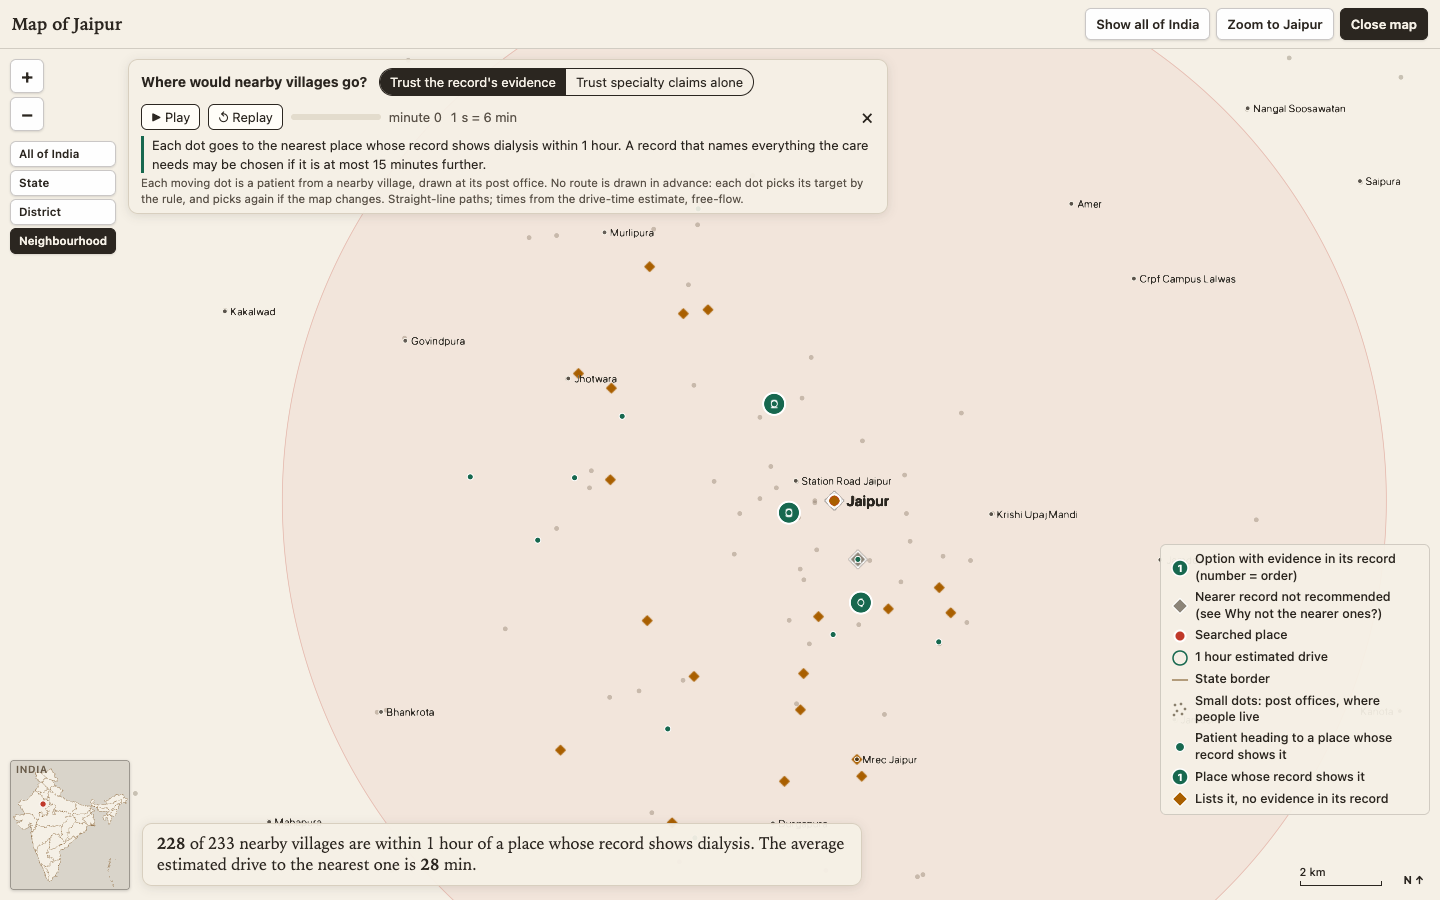 Map of Jaipur
Show all of India
Zoom to Jaipur
Close map
+
−
All of India
State
District
Neighbourhood
Where would nearby villages go?
Trust the record's evidence
Trust specialty claims alone
▶ Play
↺ Replay
minute 0
1 s = 6 min
×
Each dot goes to the nearest place whose record shows dialysis within 1 hour. A record that names everything the care
needs may be chosen if it is at most 15 minutes further.
Each moving dot is a patient from a nearby village, drawn at its post office. No route is drawn in advance: each dot picks its target by
the rule, and picks again if the map changes. Straight-line paths; times from the drive-time estimate, free-flow.
Nangal Soosawatan
Saipura
Amer
Murlipura
Crpf Campus Lalwas
Kakalwad
Govindpura
Jhotwara
Station Road Jaipur
Jaipur
Krishi Upaj Mandi
Bhankrota
Mrec Jaipur
Mahapura
1 Option with evidence in its record
(number = order)
Nearer record not recommended
(see Why not the nearer ones?)
Searched place
1 hour estimated drive
State border
Small dots: post offices, where
people live
Patient heading to a place whose
record shows it
1 Place whose record shows it
Lists it, no evidence in its record
INDIA
228 of 233 nearby villages are within 1 hour of a place whose record shows dialysis. The average
estimated drive to the nearest one is 28 min.
2 km
N ↑